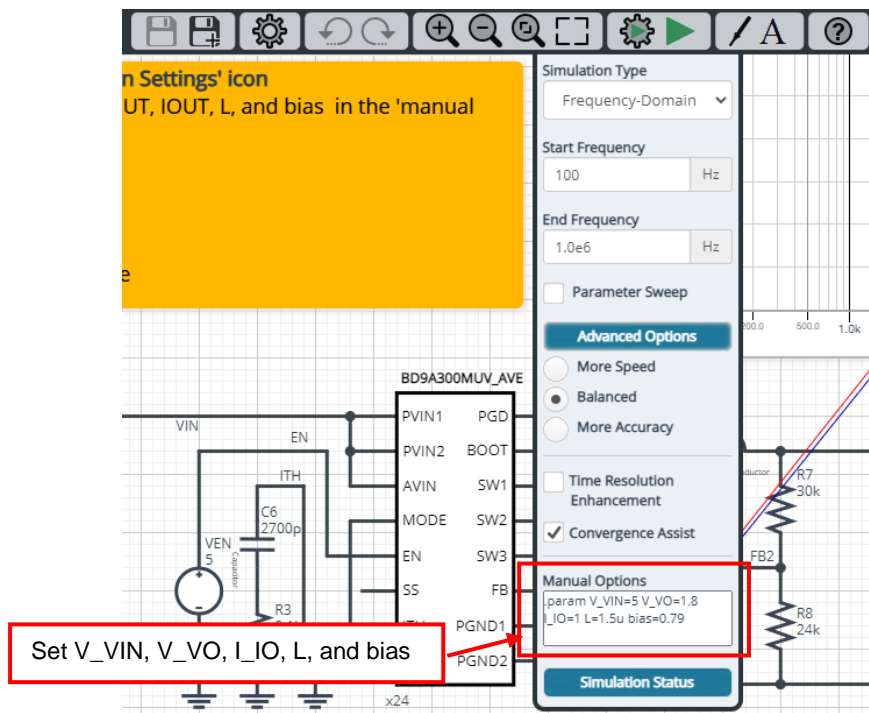 A
?
n Settings' icon
UT, IOUT, L, and bias in the 'manual
e
Simulation Type
Frequency-Domain
Start Frequency
100 Hz
End Frequency
1.0e6 Hz
Parameter Sweep
Advanced Options
More Speed
Balanced
More Accuracy
Time Resolution
Enhancement
Convergence Assist
Manual Options
.param V_VIN=5 V_VO=1.8
I_IO=1 L=1.5u bias=0.79
Simulation Status
500.0
1.0k
BD9A300MUV_AVE
PVIN1 PGD
PVIN2 BOOT
AVIN SW1
MODE SW2
EN SW3
SS FB
PGND1
PGND2
x24
VIN
EN
ITH
C6
2700p
Capacitor
VEN
5
R3
R7
30k
FB2
R8
24k
Set V_VIN, V_VO, I_IO, L, and bias